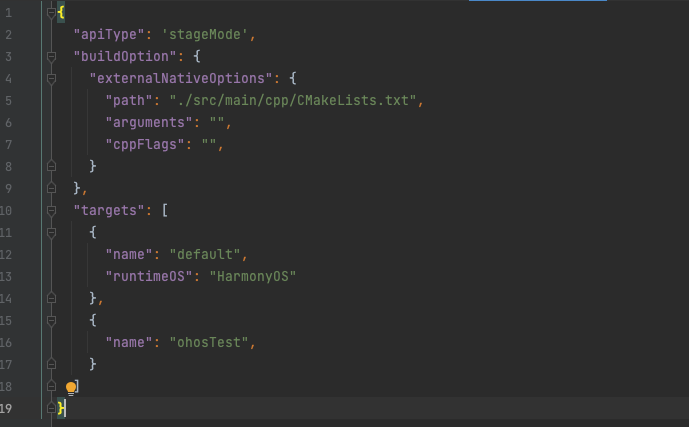 1 {
2 "apiType": 'stageMode',
3 "buildOption": {
4 "externalNativeOptions": {
5 "path": "./src/main/cpp/CMakeLists.txt",
6 "arguments": "",
7 "cppFlags": "",
8 }
9 },
10 "targets": [
11 {
12 "name": "default",
13 "runtimeOS": "HarmonyOS"
14 },
15 {
16 "name": "ohosTest",
17 }
18 ]
19 }